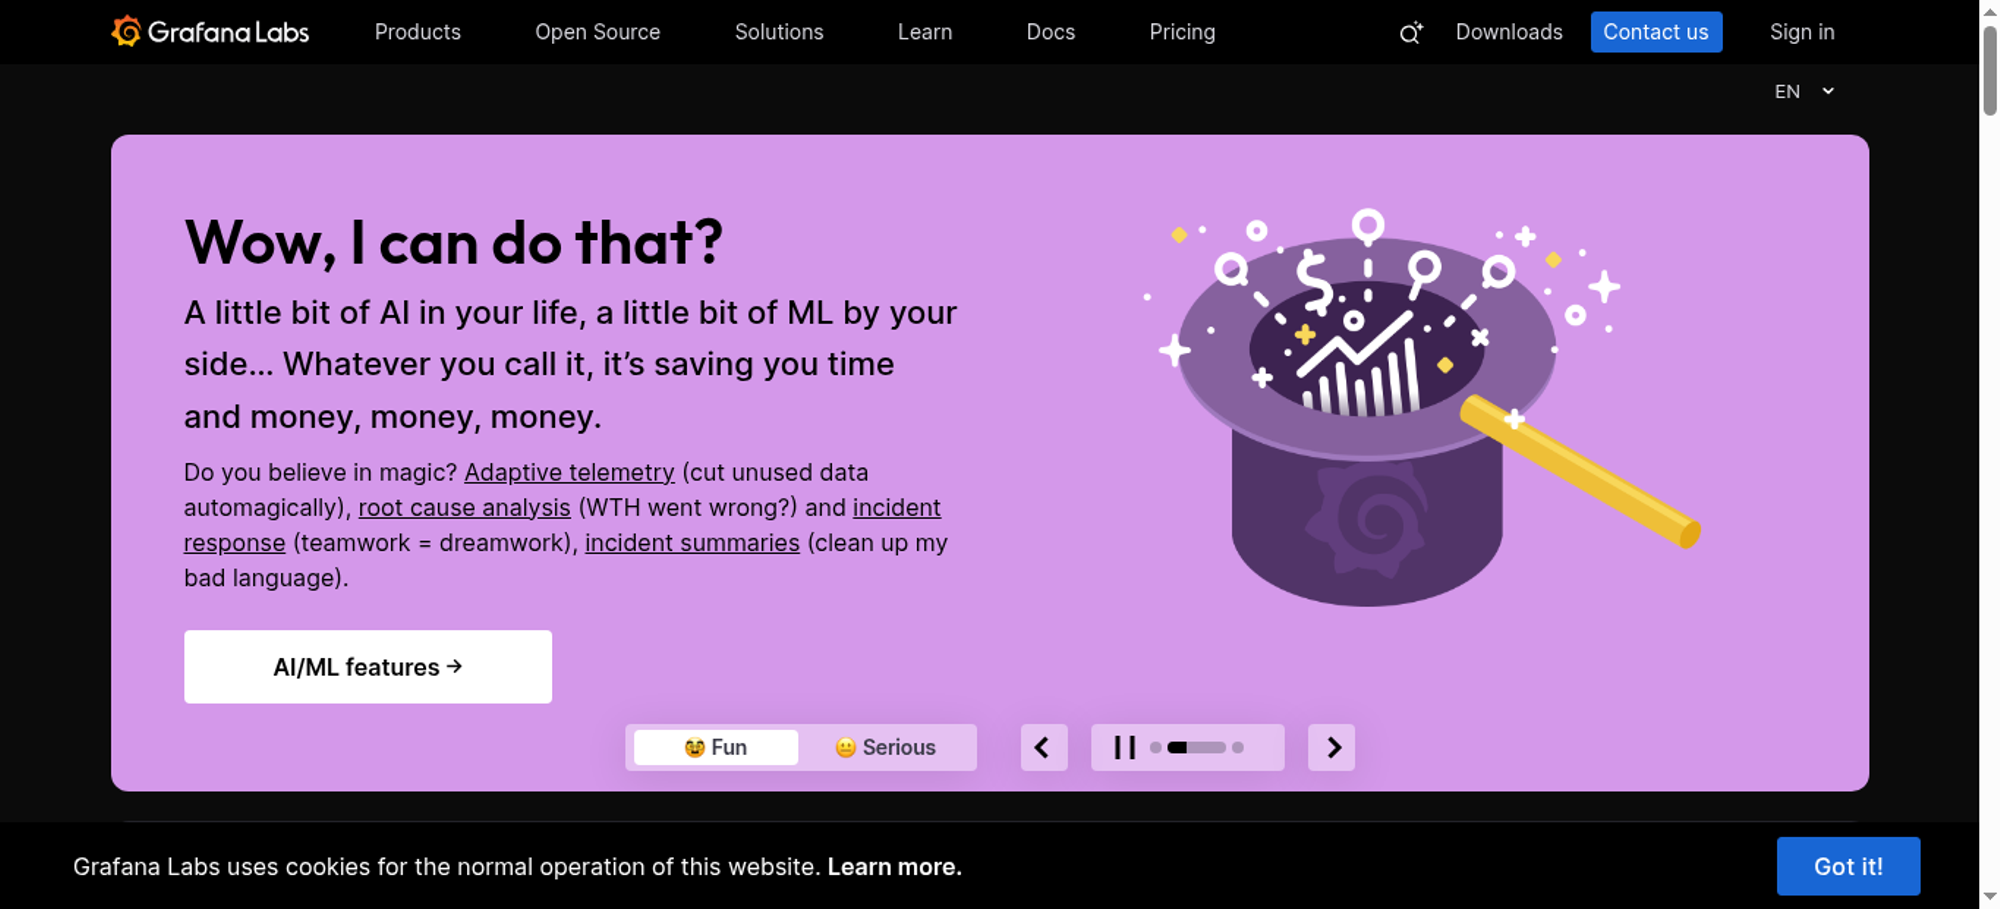 Grafana Labs
Products
Open Source
Solutions
Learn
Docs
Pricing
Downloads
Contact us
Sign in
EN
Wow, I can do that?
A little bit of AI in your life, a little bit of ML by your
side... Whatever you call it, it’s saving you time
and money, money, money.
Do you believe in magic? Adaptive telemetry (cut unused data
automagically), root cause analysis (WTH went wrong?) and incident
response (teamwork = dreamwork), incident summaries (clean up my
bad language).
AI/ML features →
🥸 Fun
😐 Serious
Grafana Labs uses cookies for the normal operation of this website. Learn more.
Got it!